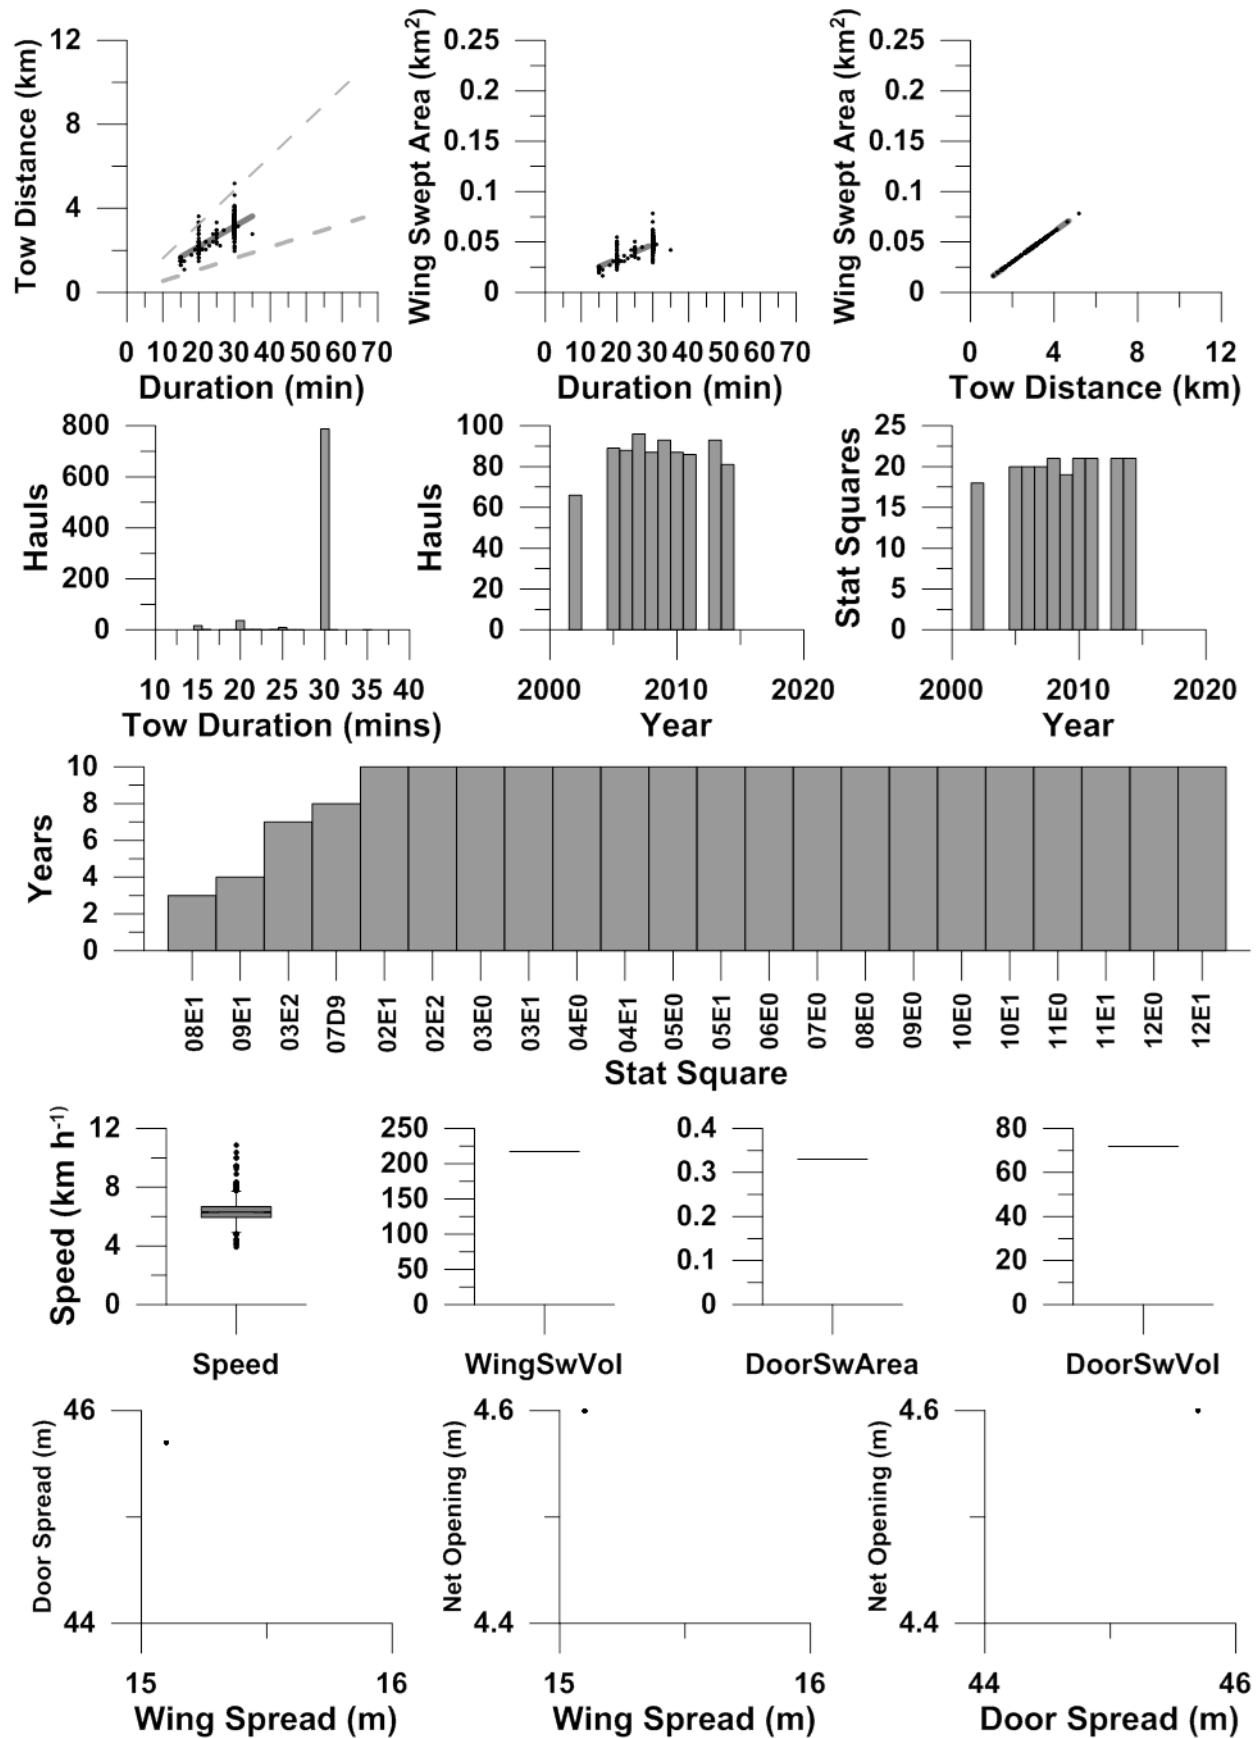 Tow Distance (km)
12
8
4
0
0 10 20 30 40 50 60 70
Duration (min)
Wing Swept Area (km²)
0.25
0.2
0.15
0.1
0.05
0
0 10 20 30 40 50 60 70
Duration (min)
Wing Swept Area (km²)
0.25
0.2
0.15
0.1
0.05
0
0 4 8 12
Tow Distance (km)
Hauls
800
600
400
200
0
10 15 20 25 30 35 40
Tow Duration (mins)
Hauls
100
80
60
40
20
0
2000 2010 2020
Year
Stat Squares
25
20
15
10
5
0
2000 2010 2020
Year
Years
10
8
6
4
2
0
08E1 09E1 03E2 07D9 02E1 02E2 03E0 03E1 04E0 04E1 05E0 05E1 06E0 07E0 08E0 09E0 10E0 10E1 11E0 11E1 12E0 12E1
Stat Square
Speed (km h⁻¹)
12
8
4
0
Speed
250
200
150
100
50
0
WingSwVol
0.4
0.3
0.2
0.1
0
DoorSwArea
80
60
40
20
0
DoorSwVol
Door Spread (m)
46
44
15 16
Wing Spread (m)
Net Opening (m)
4.6
4.4
15 16
Wing Spread (m)
Net Opening (m)
4.6
4.4
44 46
Door Spread (m)